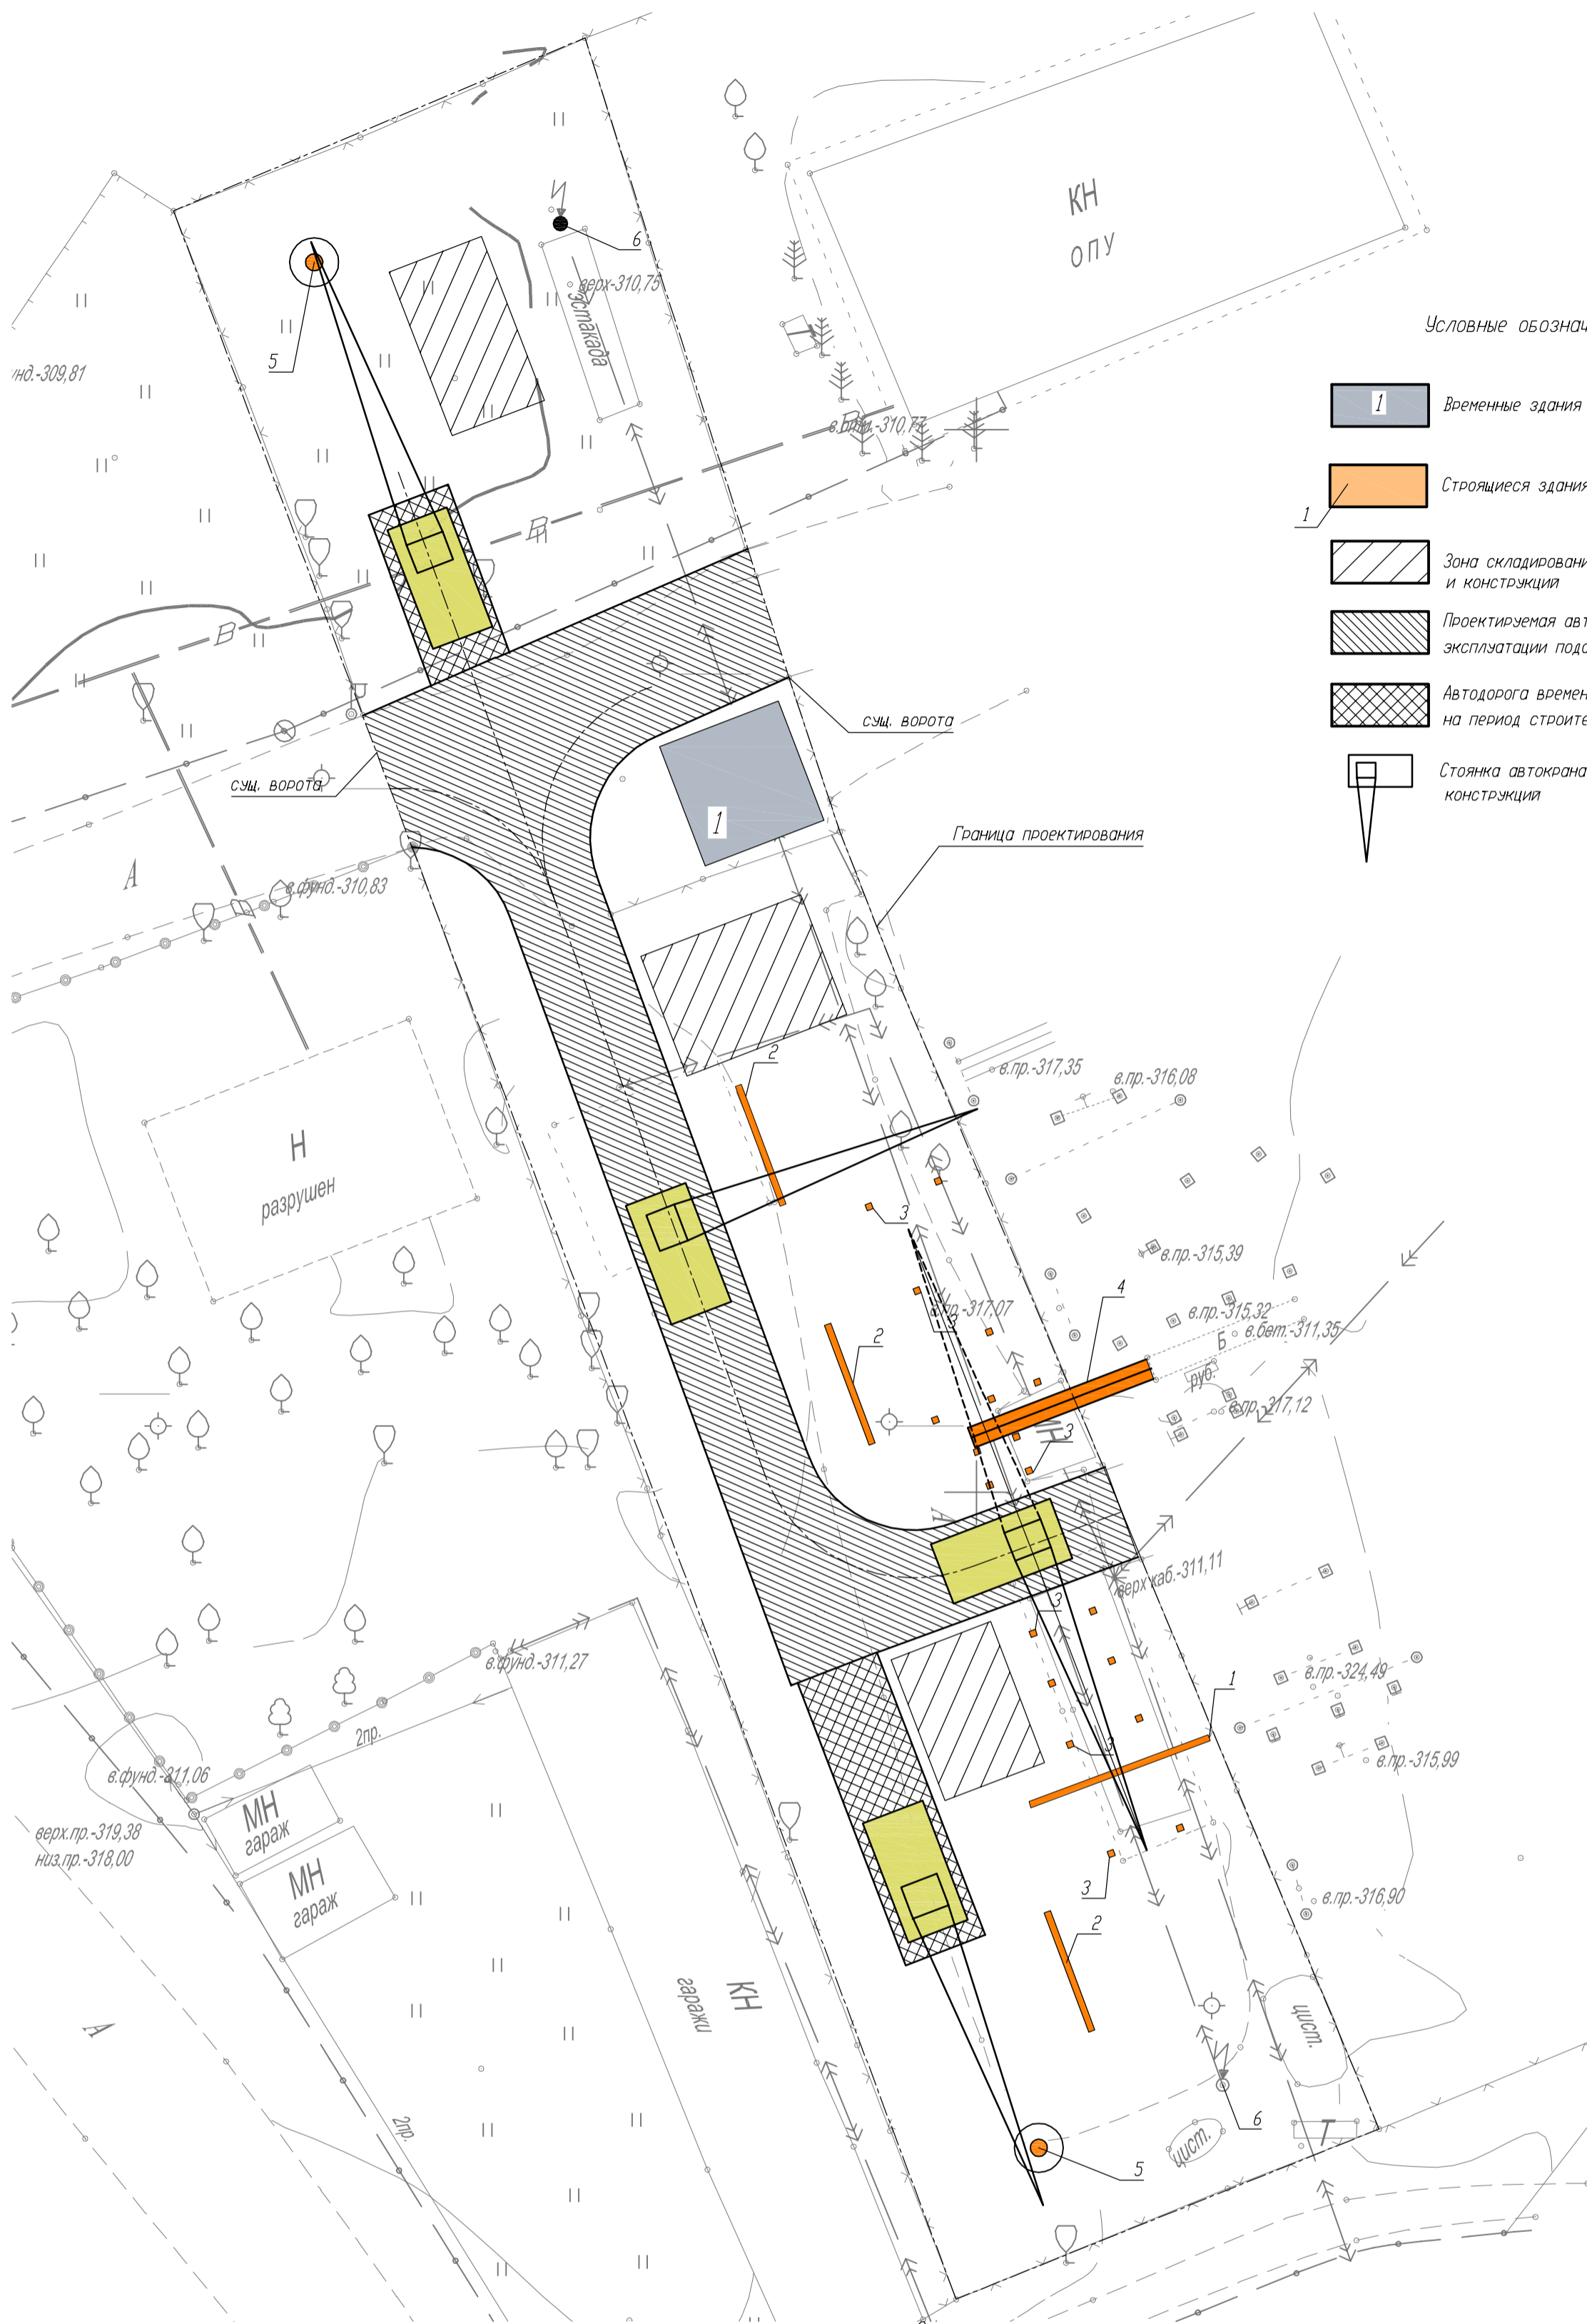 КН
ОПУ
6
верх-310,75
эстакада
5
Условные обознач
унд.-309,81
1
Временные здания
В
В
В
Строящиеся здания
1
Зона складировани
и конструкций
Проектируемая авт
эксплуатации подс
Автодорога времен
на период строите
сущ. ворота
сущ. ворота
Стоянка автокрана
конструкций
1
Граница проектирования
А
в.фунд.-310,83
2
в.пр.-317,35
в.пр.-316,08
Н
разрушен
3
в.пр.-315,39
4
в.пр.-317,07
3
в.пр.-315,32
в.бет.-311,35
Б
2
руб.
в.пр.-317,12
МН
3
верх каб.-311,11
3
в.фунд.-311,27
в.пр.-324,49
1
2пр.
3
в.пр.-315,99
в.фунд.-311,06
МН
гараж
верх.пр.-319,38
низ.пр.-318,00
МН
гараж
3
в.пр.-316,90
2
КН
гаражи
А
цист.
2пр.
6
Т
цист.
5